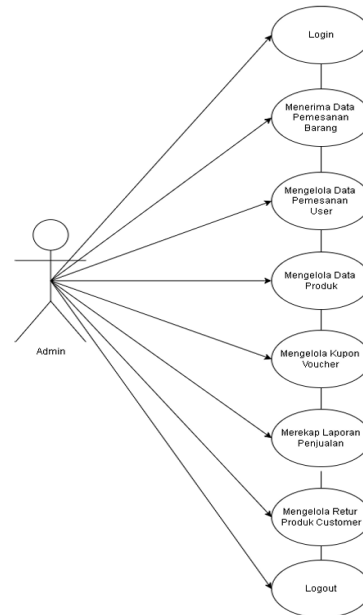 Login
Menerima Data
Pemesanan
Barang
Mengelola Data
Pemesanan
User
Mengelola Data
Produk
Admin
Mengelola Kupon
Voucher
Merekap Laporan
Penjualan
Mengelola Retur
Produk Customer
Logout